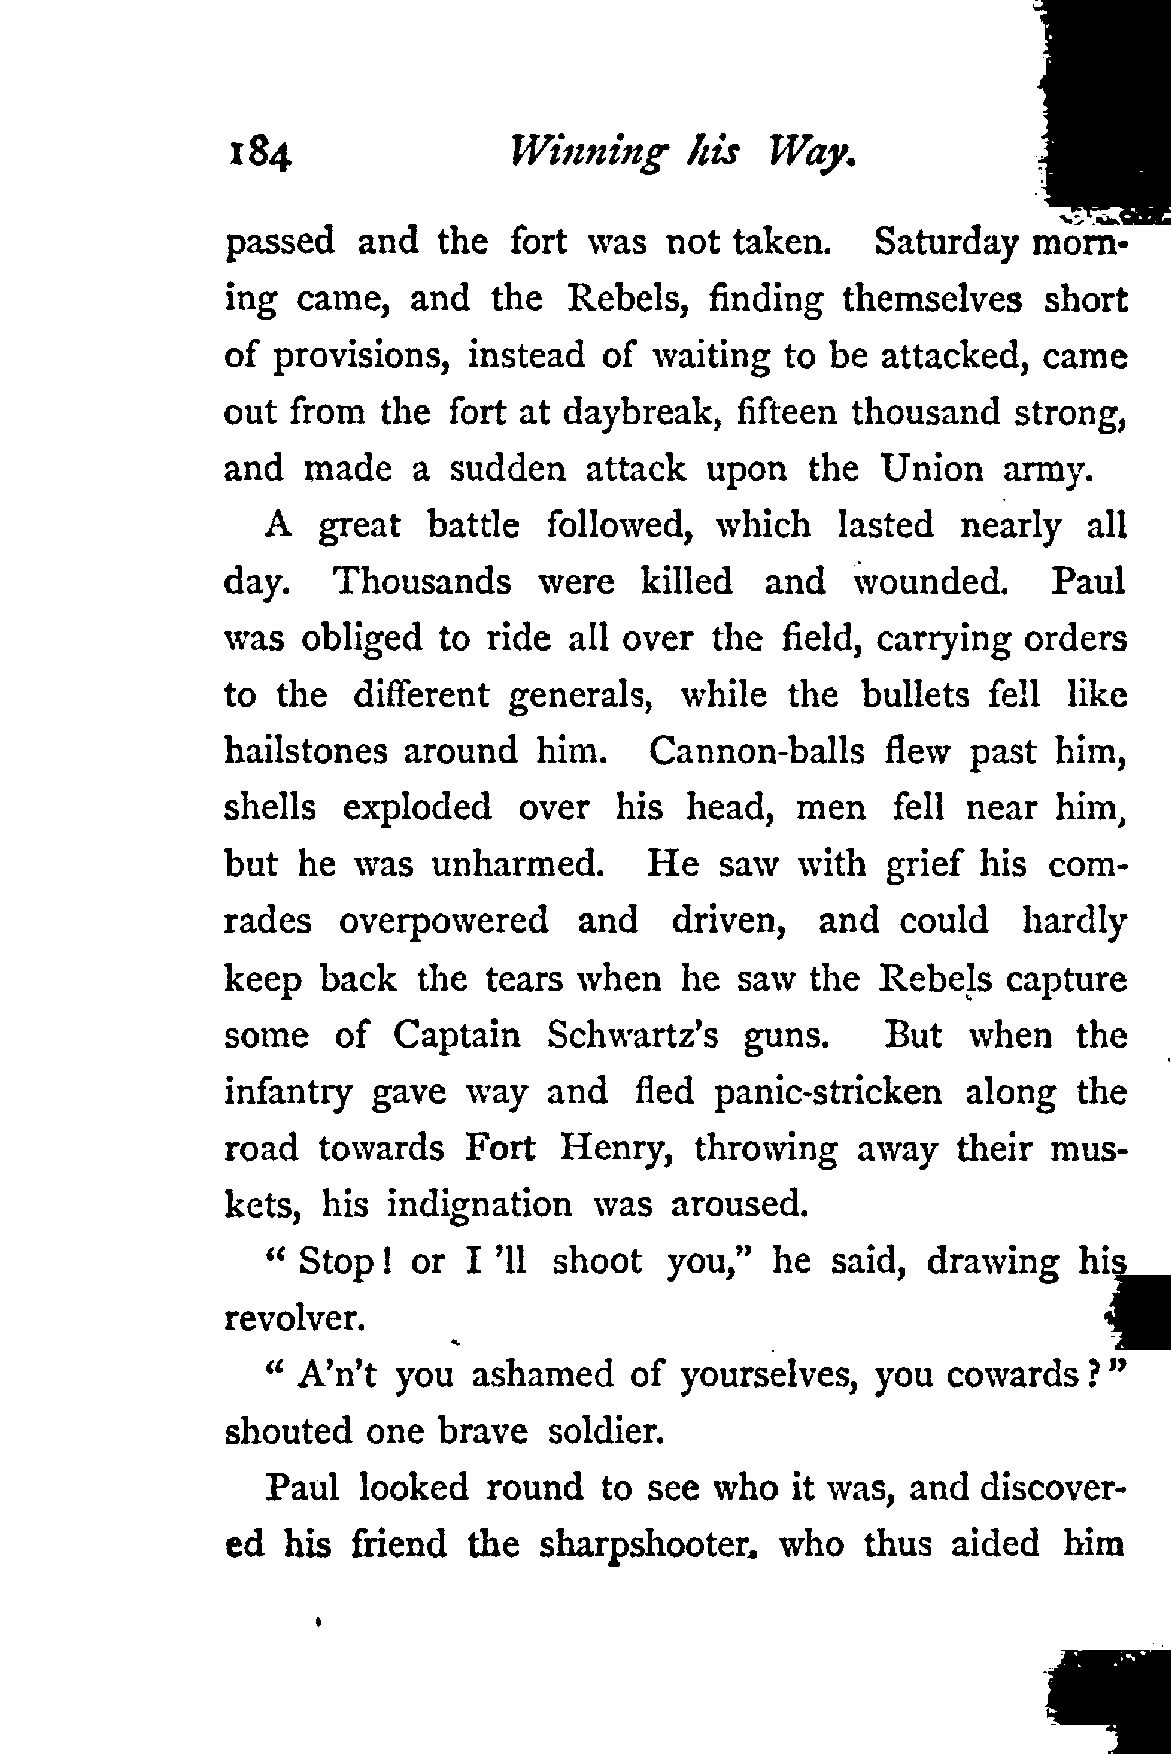 184 Winning his Way.
passed and the fort was not taken. Saturday morn-
ing came, and the Rebels, finding themselves short
of provisions, instead of waiting to be attacked, came
out from the fort at daybreak, fifteen thousand strong,
and made a sudden attack upon the Union army.
A great battle followed, which lasted nearly all
day. Thousands were killed and wounded. Paul
was obliged to ride all over the field, carrying orders
to the different generals, while the bullets fell like
hailstones around him. Cannon-balls flew past him,
shells exploded over his head, men fell near him,
but he was unharmed. He saw with grief his com-
rades overpowered and driven, and could hardly
keep back the tears when he saw the Rebels capture
some of Captain Schwartz's guns. But when the
infantry gave way and fled panic-stricken along the
road towards Fort Henry, throwing away their mus-
kets, his indignation was aroused.
“ Stop! or I 'll shoot you,” he said, drawing his
revolver.
“ A'n't you ashamed of yourselves, you cowards?”
shouted one brave soldier.
Paul looked round to see who it was, and discover-
ed his friend the sharpshooter. who thus aided him